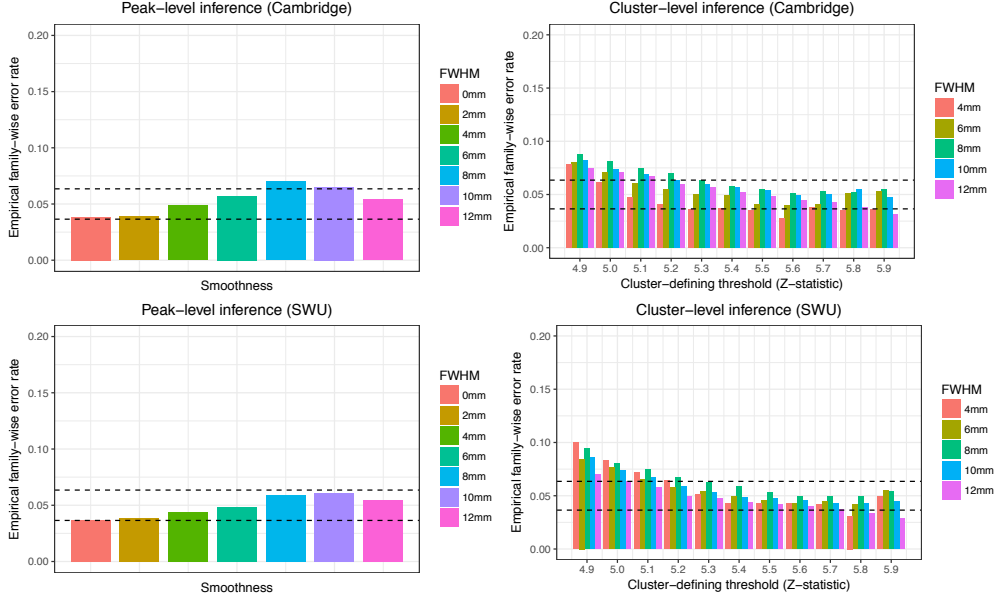 Peak-level inference (Cambridge)
Empirical family-wise error rate
0.20
0.15
0.10
0.05
0.00
Smoothness
FWHM
0mm
2mm
4mm
6mm
8mm
10mm
12mm
Cluster-level inference (Cambridge)
Empirical family-wise error rate
0.20
0.15
0.10
0.05
0.00
4.9 5.0 5.1 5.2 5.3 5.4 5.5 5.6 5.7 5.8 5.9
Cluster-defining threshold (Z-statistic)
FWHM
4mm
6mm
8mm
10mm
12mm
Peak-level inference (SWU)
Empirical family-wise error rate
0.20
0.15
0.10
0.05
0.00
Smoothness
FWHM
0mm
2mm
4mm
6mm
8mm
10mm
12mm
Cluster-level inference (SWU)
Empirical family-wise error rate
0.20
0.15
0.10
0.05
0.00
4.9 5.0 5.1 5.2 5.3 5.4 5.5 5.6 5.7 5.8 5.9
Cluster-defining threshold (Z-statistic)
FWHM
4mm
6mm
8mm
10mm
12mm